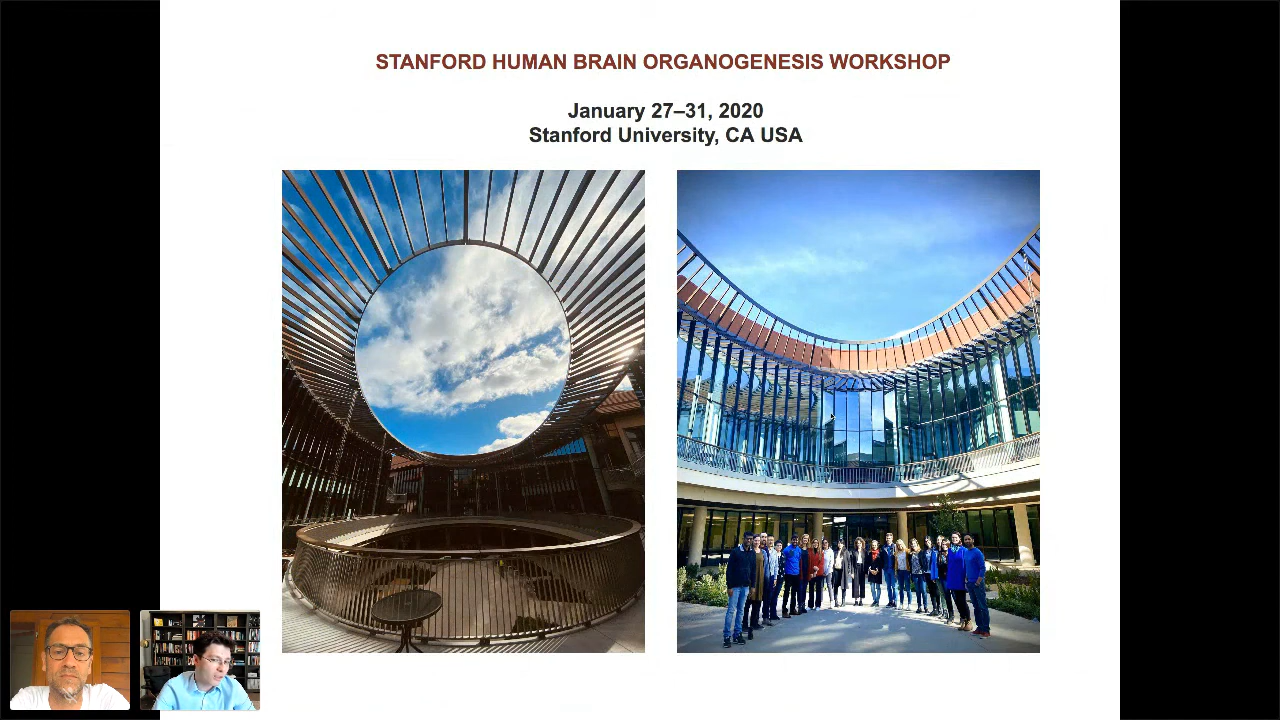 STANFORD HUMAN BRAIN ORGANOGENESIS WORKSHOP
January 27–31, 2020
Stanford University, CA USA